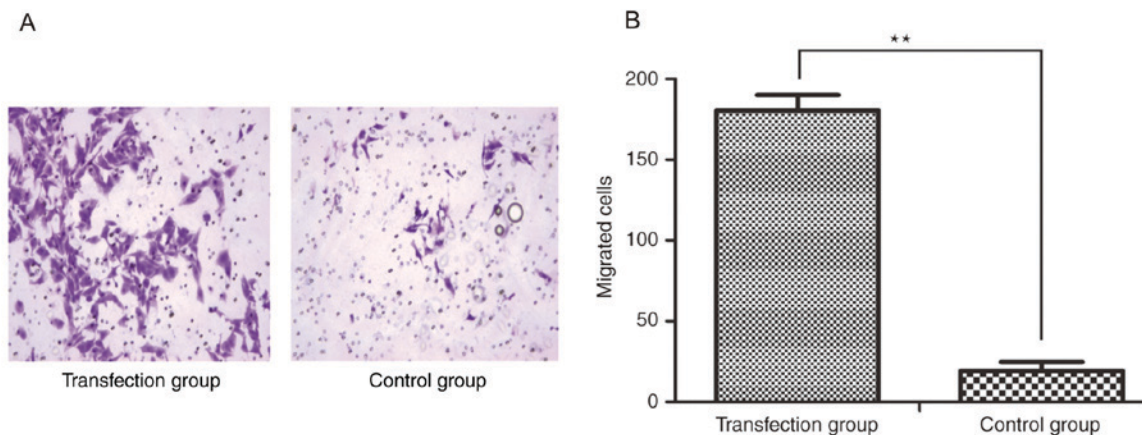 A
Transfection group
Control group
B
**
200
150
100
50
0
Migrated cells
Transfection group
Control group